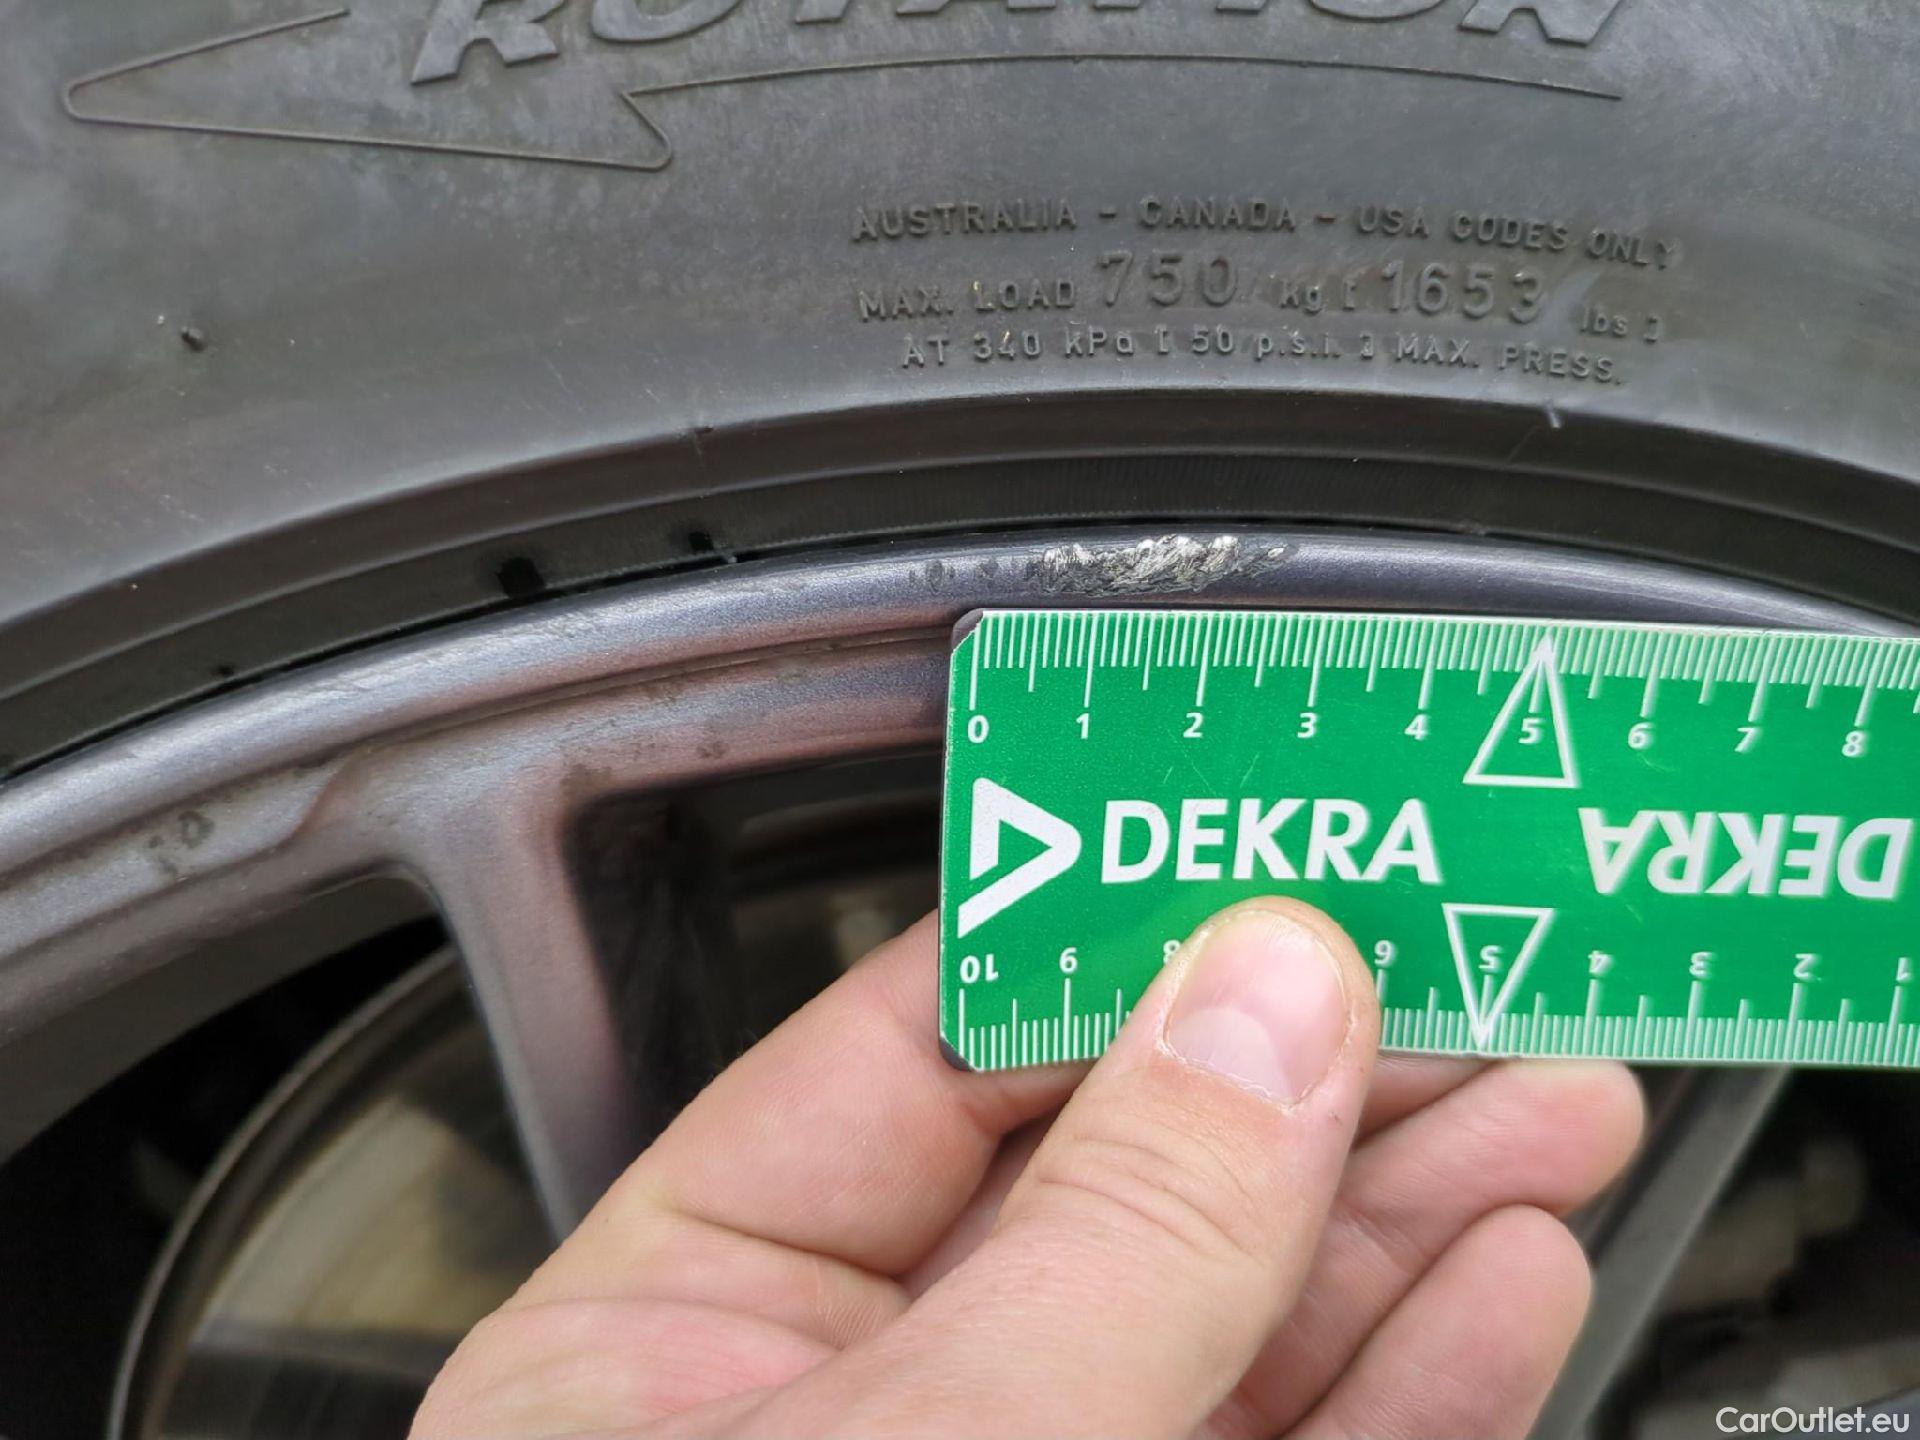 ROTATION
AUSTRALIA - CANADA - USA CODES ONLY
MAX. LOAD 750 kg [ 1653 lbs ]
AT 340 kPa [ 50 p.s.i. ] MAX. PRESS.
0 1 2 3 4 5 6 7 8
DEKRA DEKRA
10 9 8 6 5 4 3 2 1
CarOutlet.eu